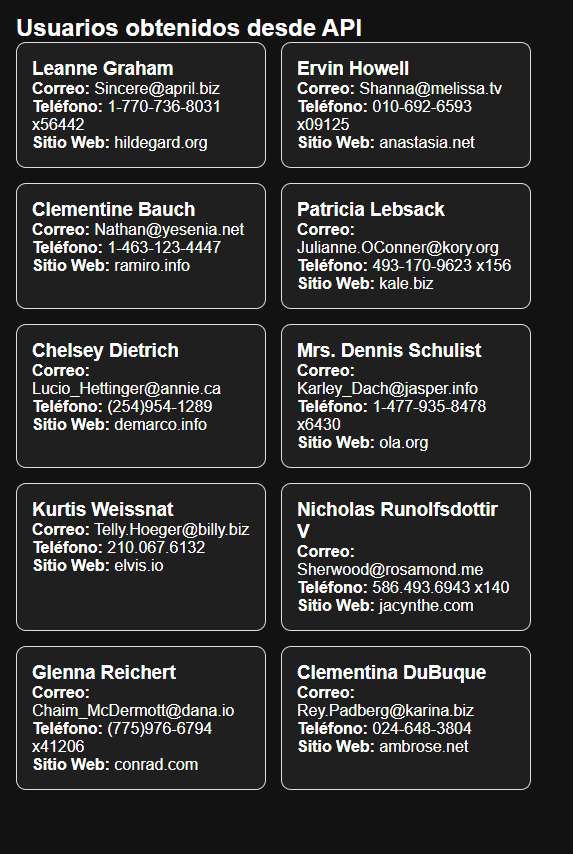 Usuarios obtenidos desde API
Leanne Graham
Correo: Sincere@april.biz
Teléfono: 1-770-736-8031
x56442
Sitio Web: hildegard.org
Ervin Howell
Correo: Shanna@melissa.tv
Teléfono: 010-692-6593
x09125
Sitio Web: anastasia.net
Clementine Bauch
Correo: Nathan@yesenia.net
Teléfono: 1-463-123-4447
Sitio Web: ramiro.info
Patricia Lebsack
Correo:
Julianne.OConner@kory.org
Teléfono: 493-170-9623 x156
Sitio Web: kale.biz
Chelsey Dietrich
Correo:
Lucio_Hettinger@annie.ca
Teléfono: (254)954-1289
Sitio Web: demarco.info
Mrs. Dennis Schulist
Correo:
Karley_Dach@jasper.info
Teléfono: 1-477-935-8478
x6430
Sitio Web: ola.org
Kurtis Weissnat
Correo: Telly.Hoeger@billy.biz
Teléfono: 210.067.6132
Sitio Web: elvis.io
Nicholas Runolfsdottir
V
Correo:
Sherwood@rosamond.me
Teléfono: 586.493.6943 x140
Sitio Web: jacynthe.com
Glenna Reichert
Correo:
Chaim_McDermott@dana.io
Teléfono: (775)976-6794
x41206
Sitio Web: conrad.com
Clementina DuBuque
Correo:
Rey.Padberg@karina.biz
Teléfono: 024-648-3804
Sitio Web: ambrose.net